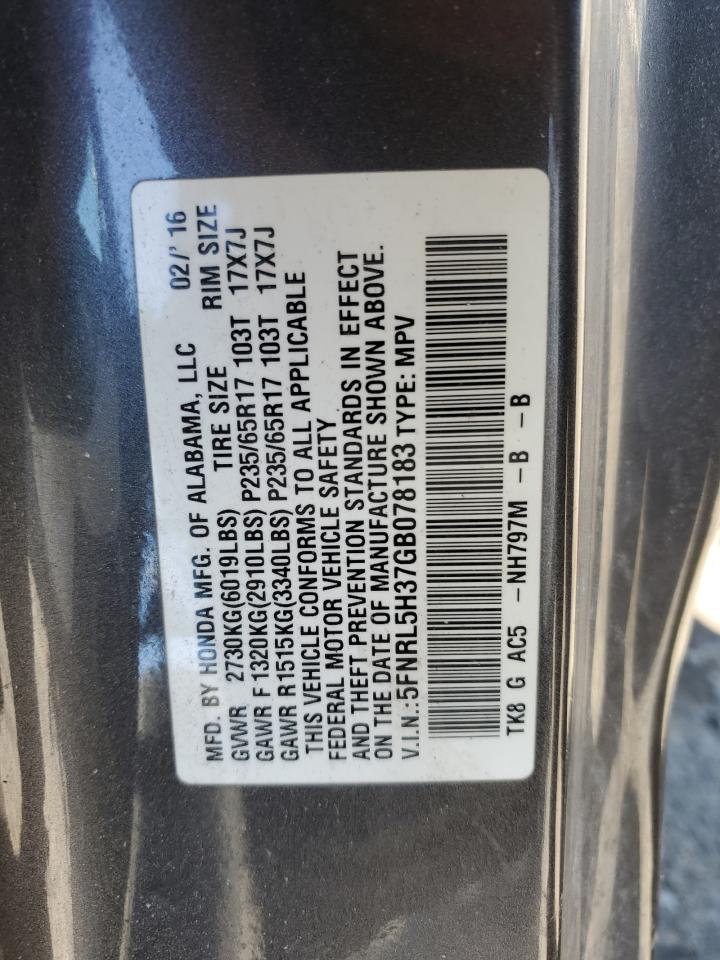 MFD. BY HONDA MFG. OF ALABAMA, LLC 02/' 16
GVWR 2730KG(6019LBS) TIRE SIZE RIM SIZE
GAWR F 1320KG(2910LBS) P235/65R17 103T 17X7J
GAWR R 1515KG(3340LBS) P235/65R17 103T 17X7J
THIS VEHICLE CONFORMS TO ALL APPLICABLE
FEDERAL MOTOR VEHICLE SAFETY
AND THEFT PREVENTION STANDARDS IN EFFECT
ON THE DATE OF MANUFACTURE SHOWN ABOVE.
V.I.N.:5FNRL5H37GB078183 TYPE: MPV
TK8 G AC5 -NH797M -B -B